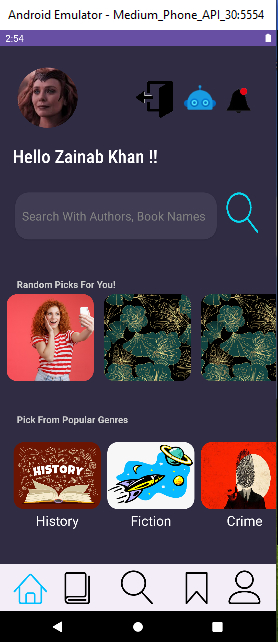 Android Emulator - Medium_Phone_API_30:5554
2:54
Hello Zainab Khan !!
Search With Authors, Book Names
Random Picks For You!
Pick From Popular Genres
HISTORY
History Fiction Crime